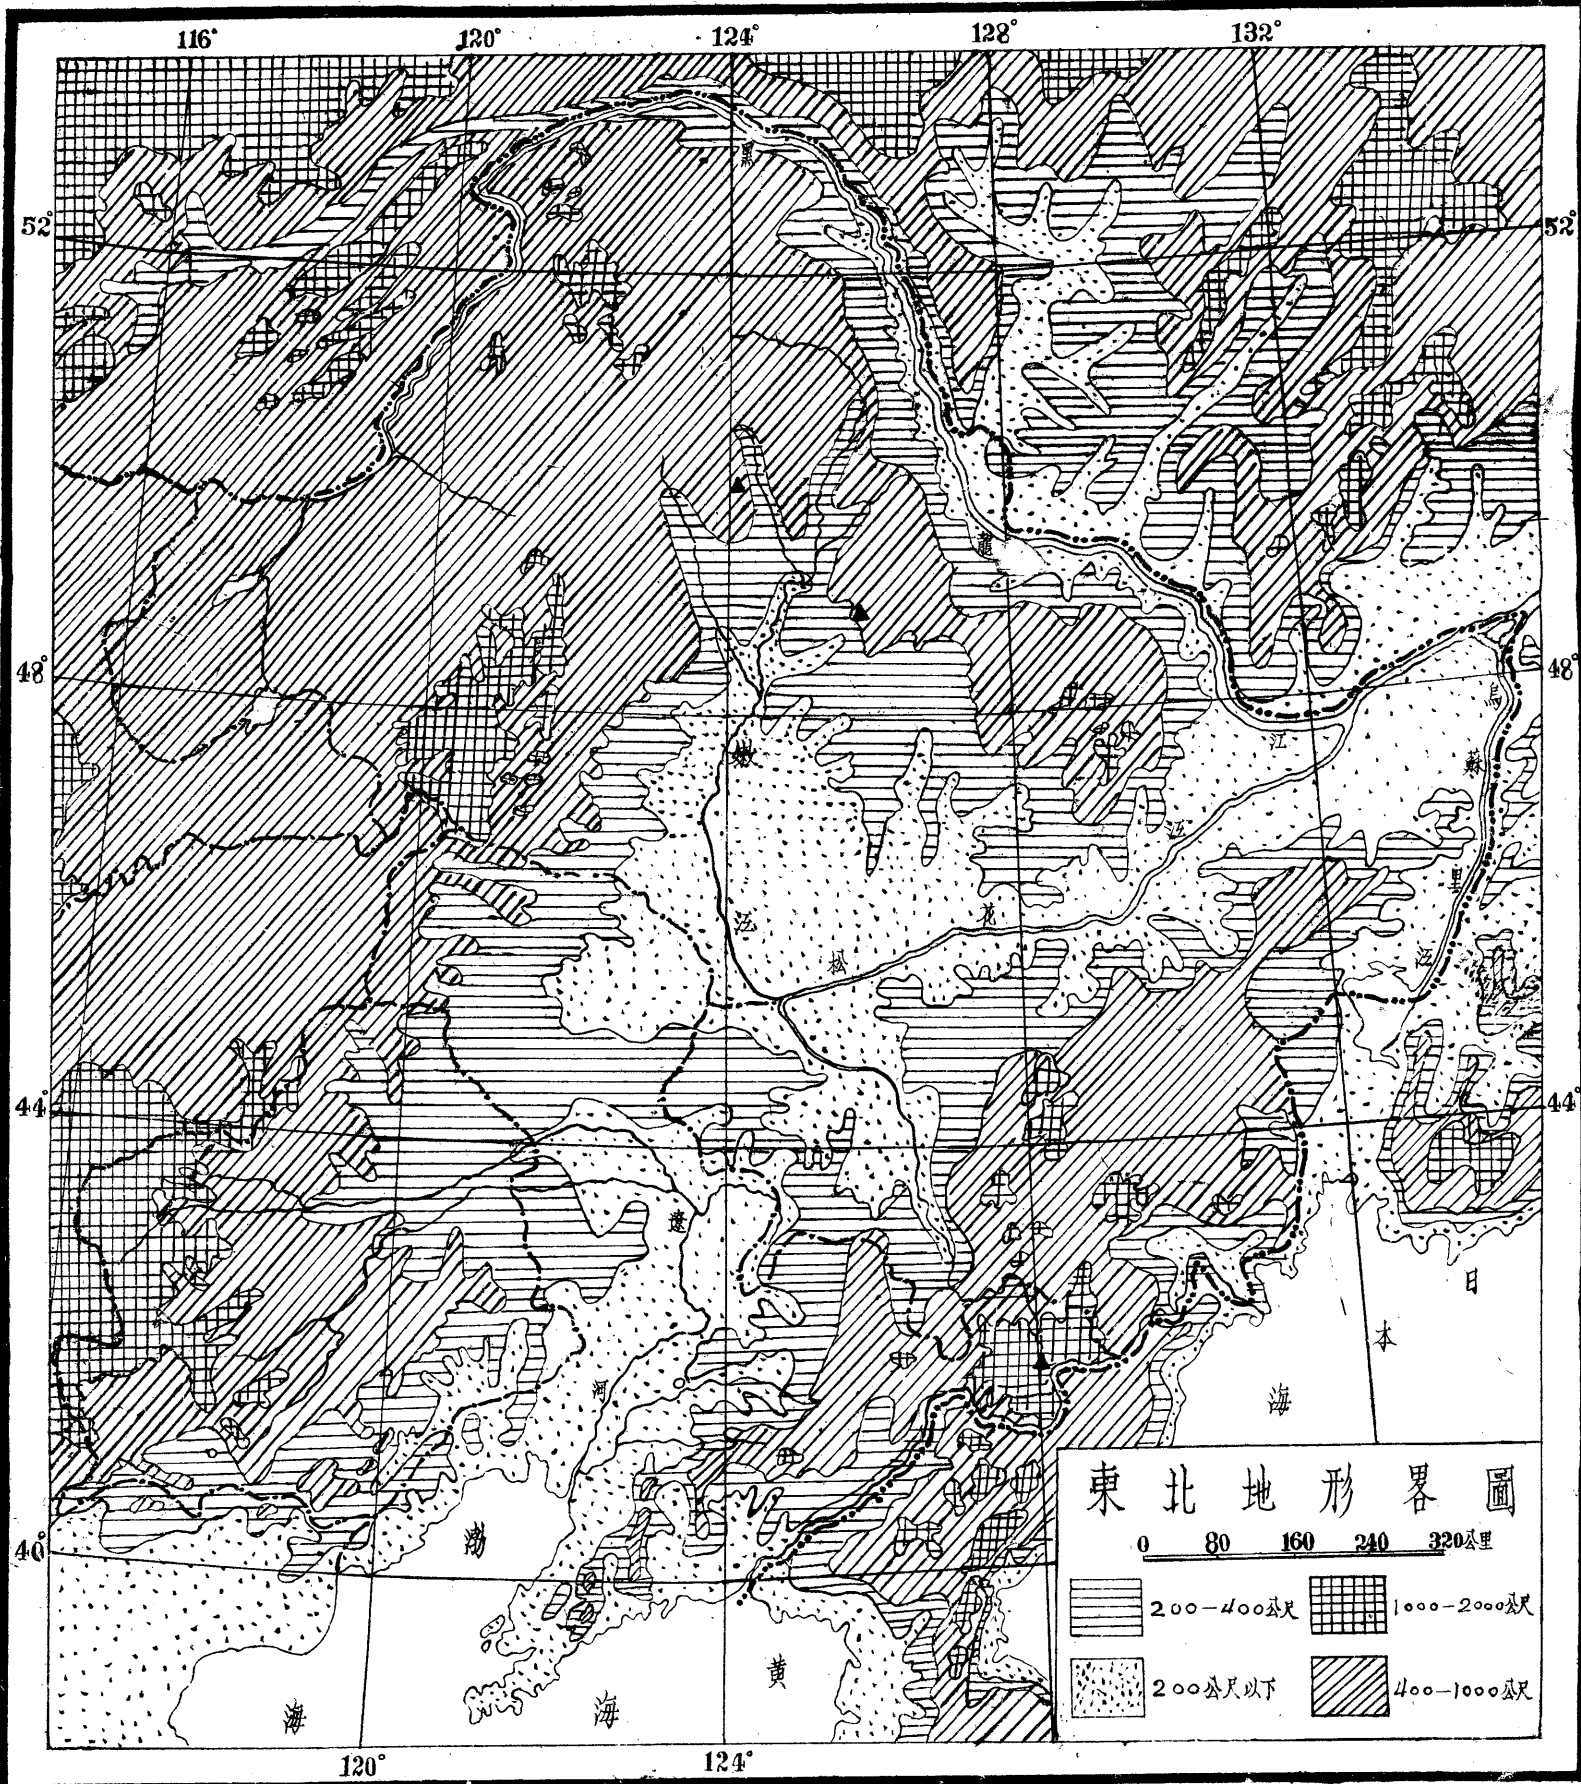 116° 120° 124° 128° 132°
52° 52°
48° 48°
44° 44°
40°
120° 124°
黑
龍
江
嫩
江
松
花
江
烏
蘇
里
江
遼
河
日
本
海
渤
海
黄
海
東北地形畧圖
0 80 160 240 320公里
200-400公尺
1000-2000公尺
200公尺以下
400-1000公尺